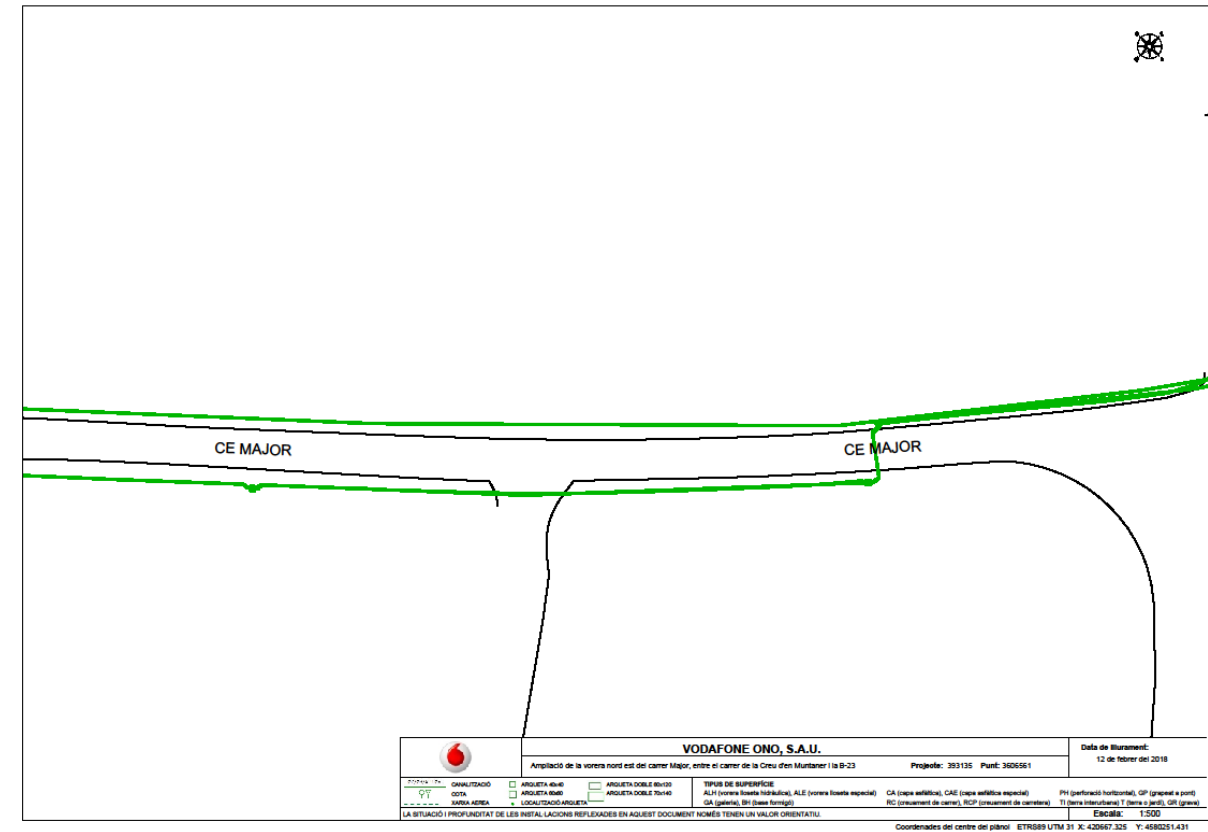 CE MAJOR
CE MAJOR
VODAFONE ONO, S.A.U.
Data de lliurament:
12 de febrer del 2018
Ampliació de la vorera nord est del carrer Major, entre el carrer de la Creu d'en Muntaner i la B-23
Projecte: 393135 Punt: 3606561
CANALITZACIÓ
ARQUETA 40x40
ARQUETA DOBLE 60x120
COTA
ARQUETA 60x60
ARQUETA DOBLE 70x140
XARXA AÈREA
LOCALITZACIÓ ARQUETA
TIPUS DE SUPERFÍCIE
ALH (vorera lloseta hidràulica), ALE (vorera lloseta especial)
CA (capa asfàltica), CAE (capa asfàltica especial)
PH (perforació horitzontal), GP (grapeat a pont)
GA (galeria), BH (base formigó)
RC (creuament de carrer), RCP (creuament de carretera)
TI (terra interurbana) T (terra o jardí), GR (grava)
LA SITUACIÓ I PROFUNDITAT DE LES INSTAL·LACIONS REFLEXADES EN AQUEST DOCUMENT NOMÉS TENEN UN VALOR ORIENTATIU.
Escala: 1:500
Coordenades del centre del plànol ETRS89 UTM 31 X: 420667.325 Y: 4580251.431